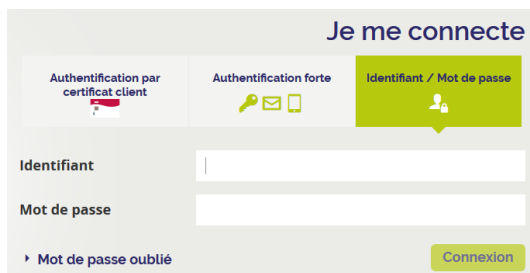 Je me connecte
Authentification par
certificat client
Authentification forte
Identifiant / Mot de passe
Identifiant
Mot de passe
Mot de passe oublié
Connexion